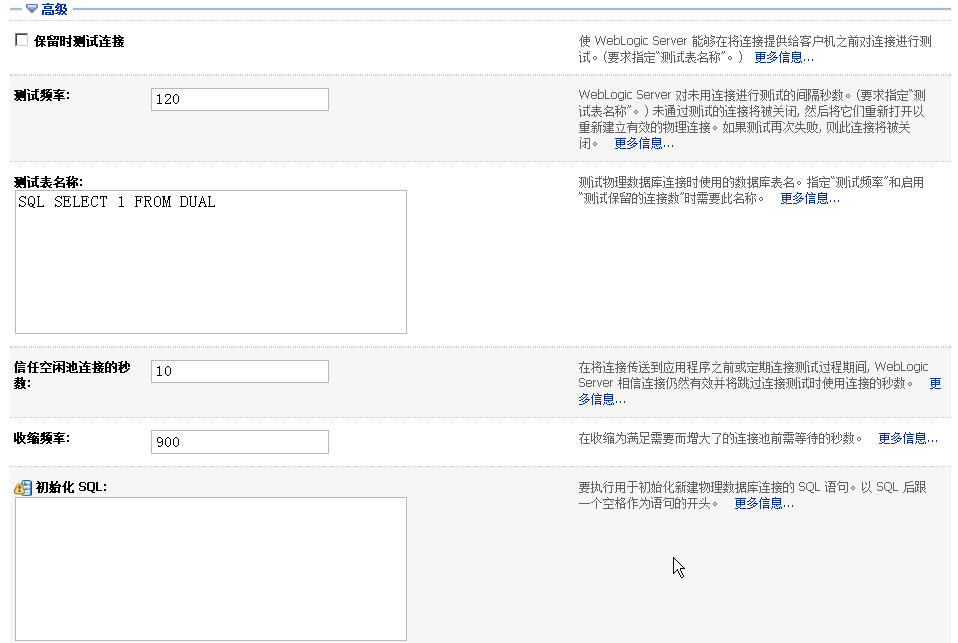 高级
保留时测试连接
使 WebLogic Server 能够在将连接提供给客户机之前对连接进行测
试。(要求指定“测试表名称”。) 更多信息...
测试频率:
120
WebLogic Server 对未用连接进行测试的间隔秒数。(要求指定“测
试表名称”。) 未通过测试的连接将被关闭, 然后将它们重新打开以
重新建立有效的物理连接。如果测试再次失败, 则此连接将被关
闭。 更多信息...
测试表名称:
SQL SELECT 1 FROM DUAL
测试物理数据库连接时使用的数据库表名。指定“测试频率”和启用
“测试保留的连接数”时需要此名称。 更多信息...
信任空闲池连接的秒
数:
10
在将连接传送到应用程序之前或定期连接测试过程期间, WebLogic
Server 相信连接仍然有效并将跳过连接测试时使用连接的秒数。 更
多信息...
收缩频率:
900
在收缩为满足需要而增大了的连接池前需等待的秒数。 更多信息...
初始化 SQL:
要执行用于初始化新建物理数据库连接的 SQL 语句。以 SQL 后跟
一个空格作为语句的开头。 更多信息...